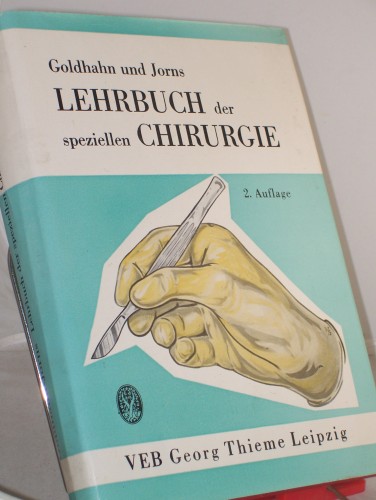 Goldhahn und Jorns
LEHRBUCH der
speziellen CHIRURGIE
2. Auflage
VEB Georg Thieme Leipzig